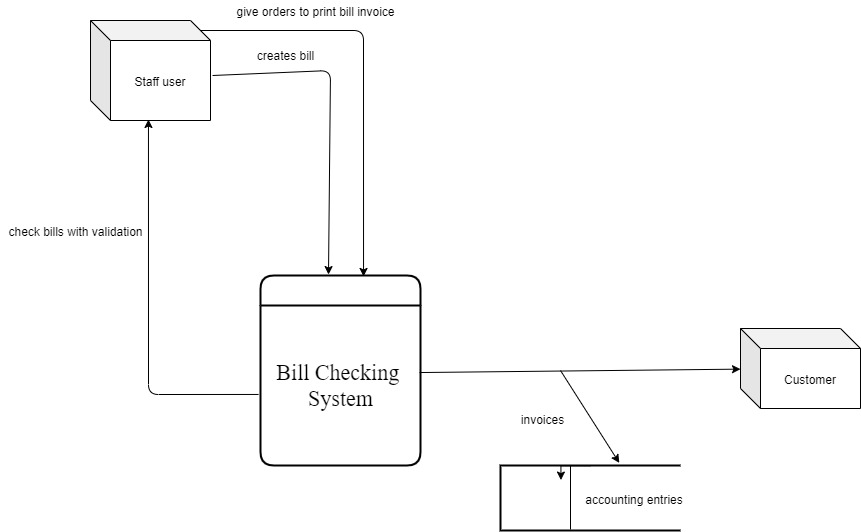 give orders to print bill invoice
creates bill
Staff user
check bills with validation
Bill Checking
System
Customer
invoices
accounting entries